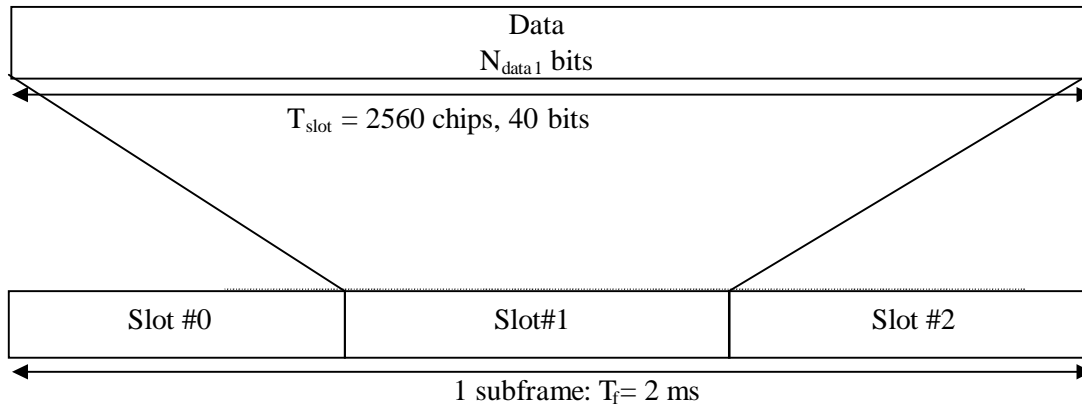 Data
N_data1 bits
T_slot = 2560 chips, 40 bits
Slot #0 Slot#1 Slot #2
1 subframe: T_f= 2 ms